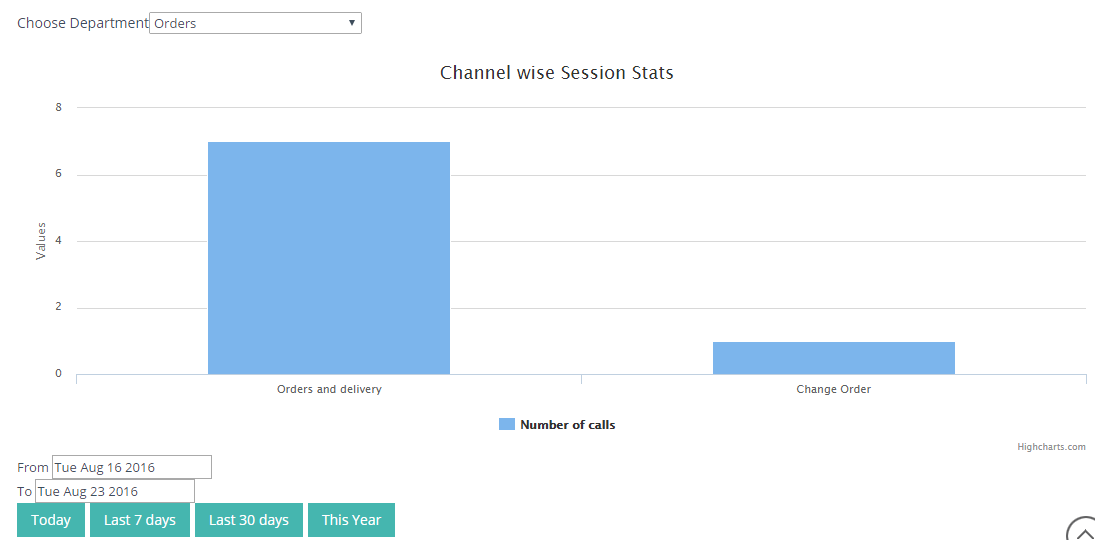 Choose Department Orders
Channel wise Session Stats
8
6
4
2
0
Values
Orders and delivery Change Order
Number of calls
Highcharts.com
From Tue Aug 16 2016
To Tue Aug 23 2016
Today Last 7 days Last 30 days This Year